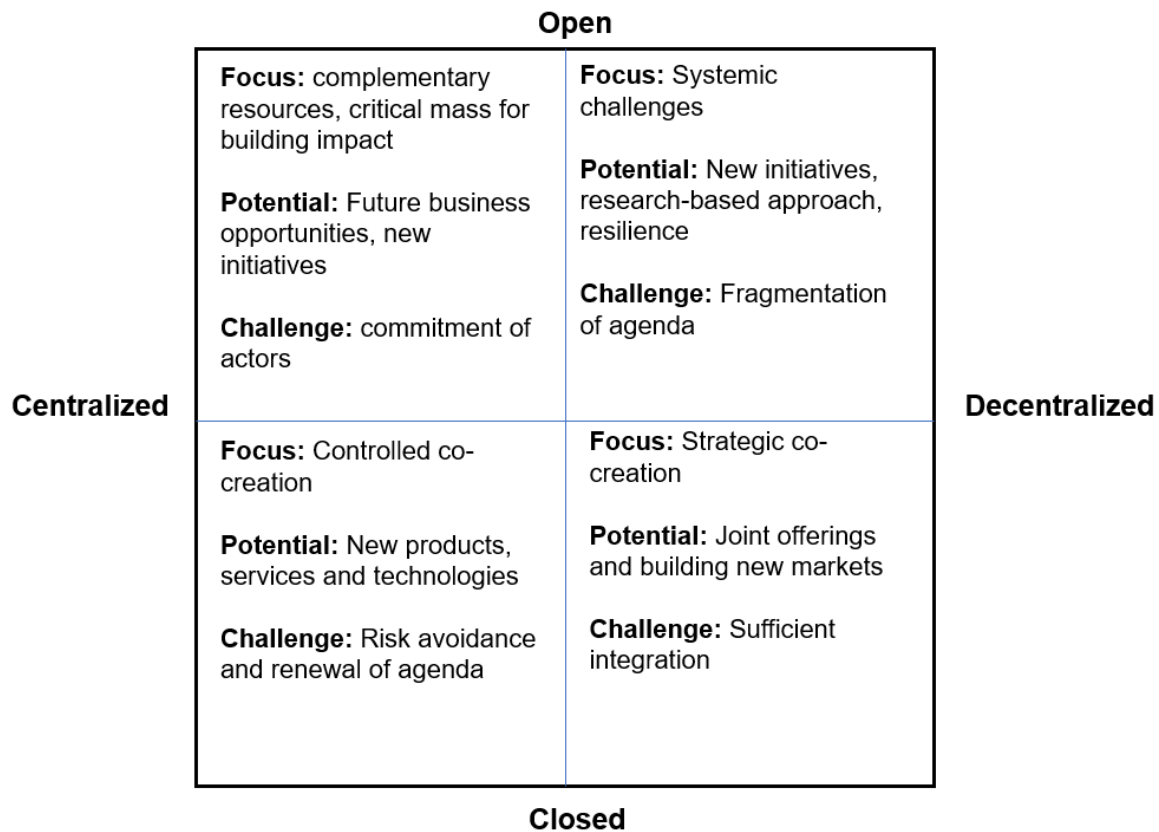 Open
Focus: complementary
resources, critical mass for
building impact
Potential: Future business
opportunities, new
initiatives
Challenge: commitment of
actors
Focus: Systemic
challenges
Potential: New initiatives,
research-based approach,
resilience
Challenge: Fragmentation
of agenda
Centralized
Decentralized
Focus: Controlled co-
creation
Potential: New products,
services and technologies
Challenge: Risk avoidance
and renewal of agenda
Focus: Strategic co-
creation
Potential: Joint offerings
and building new markets
Challenge: Sufficient
integration
Closed